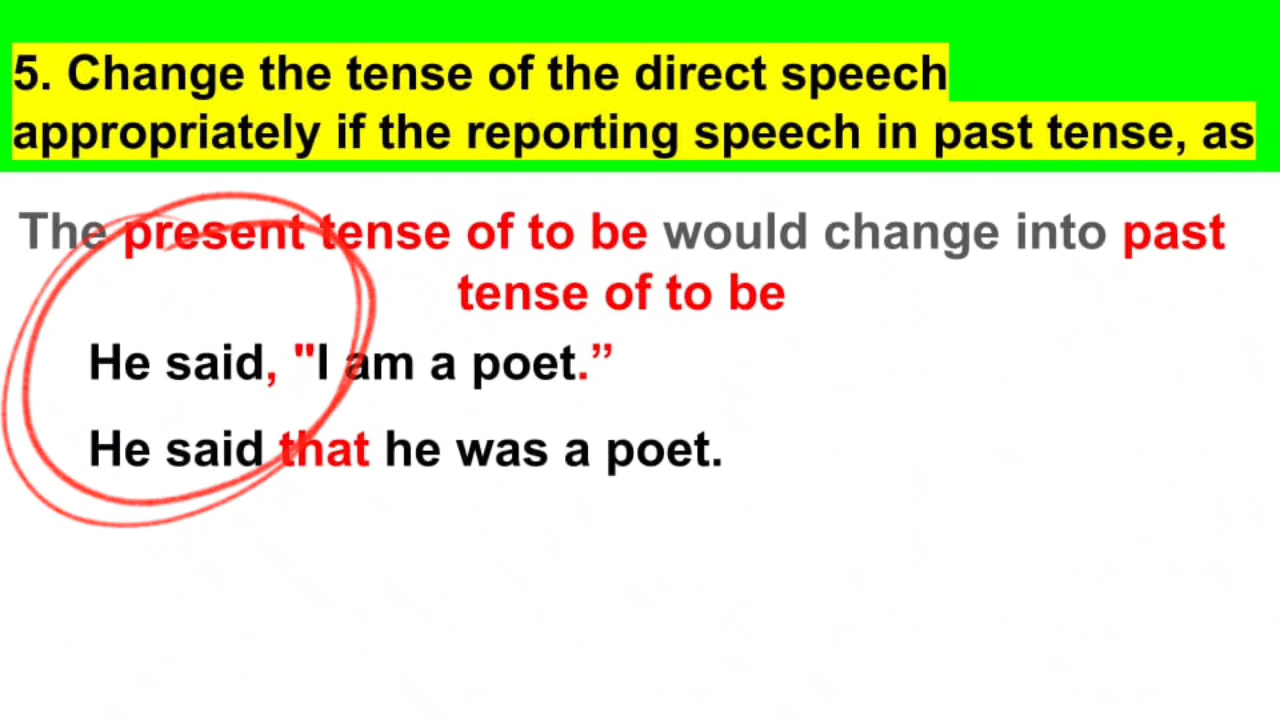 5. Change the tense of the direct speech
appropriately if the reporting speech in past tense, as
The present tense of to be would change into past
tense of to be
He said, "I am a poet.”
He said that he was a poet.